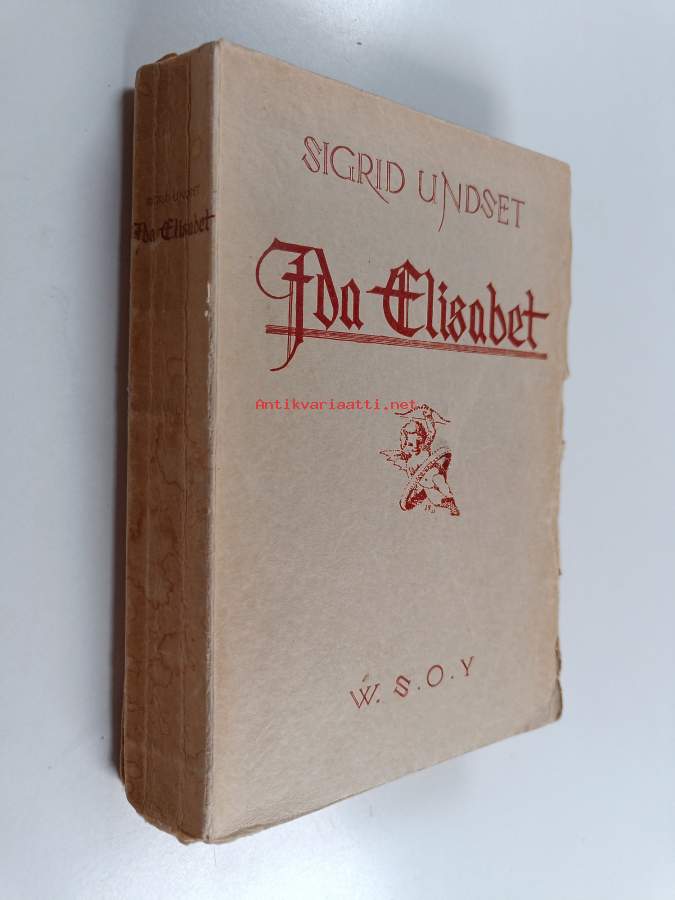 SIGRID UNDSET
Ida Elisabet
W. S. O. Y
SIGRID UNDSET
Ida Elisabet
Antikvariaatti.net